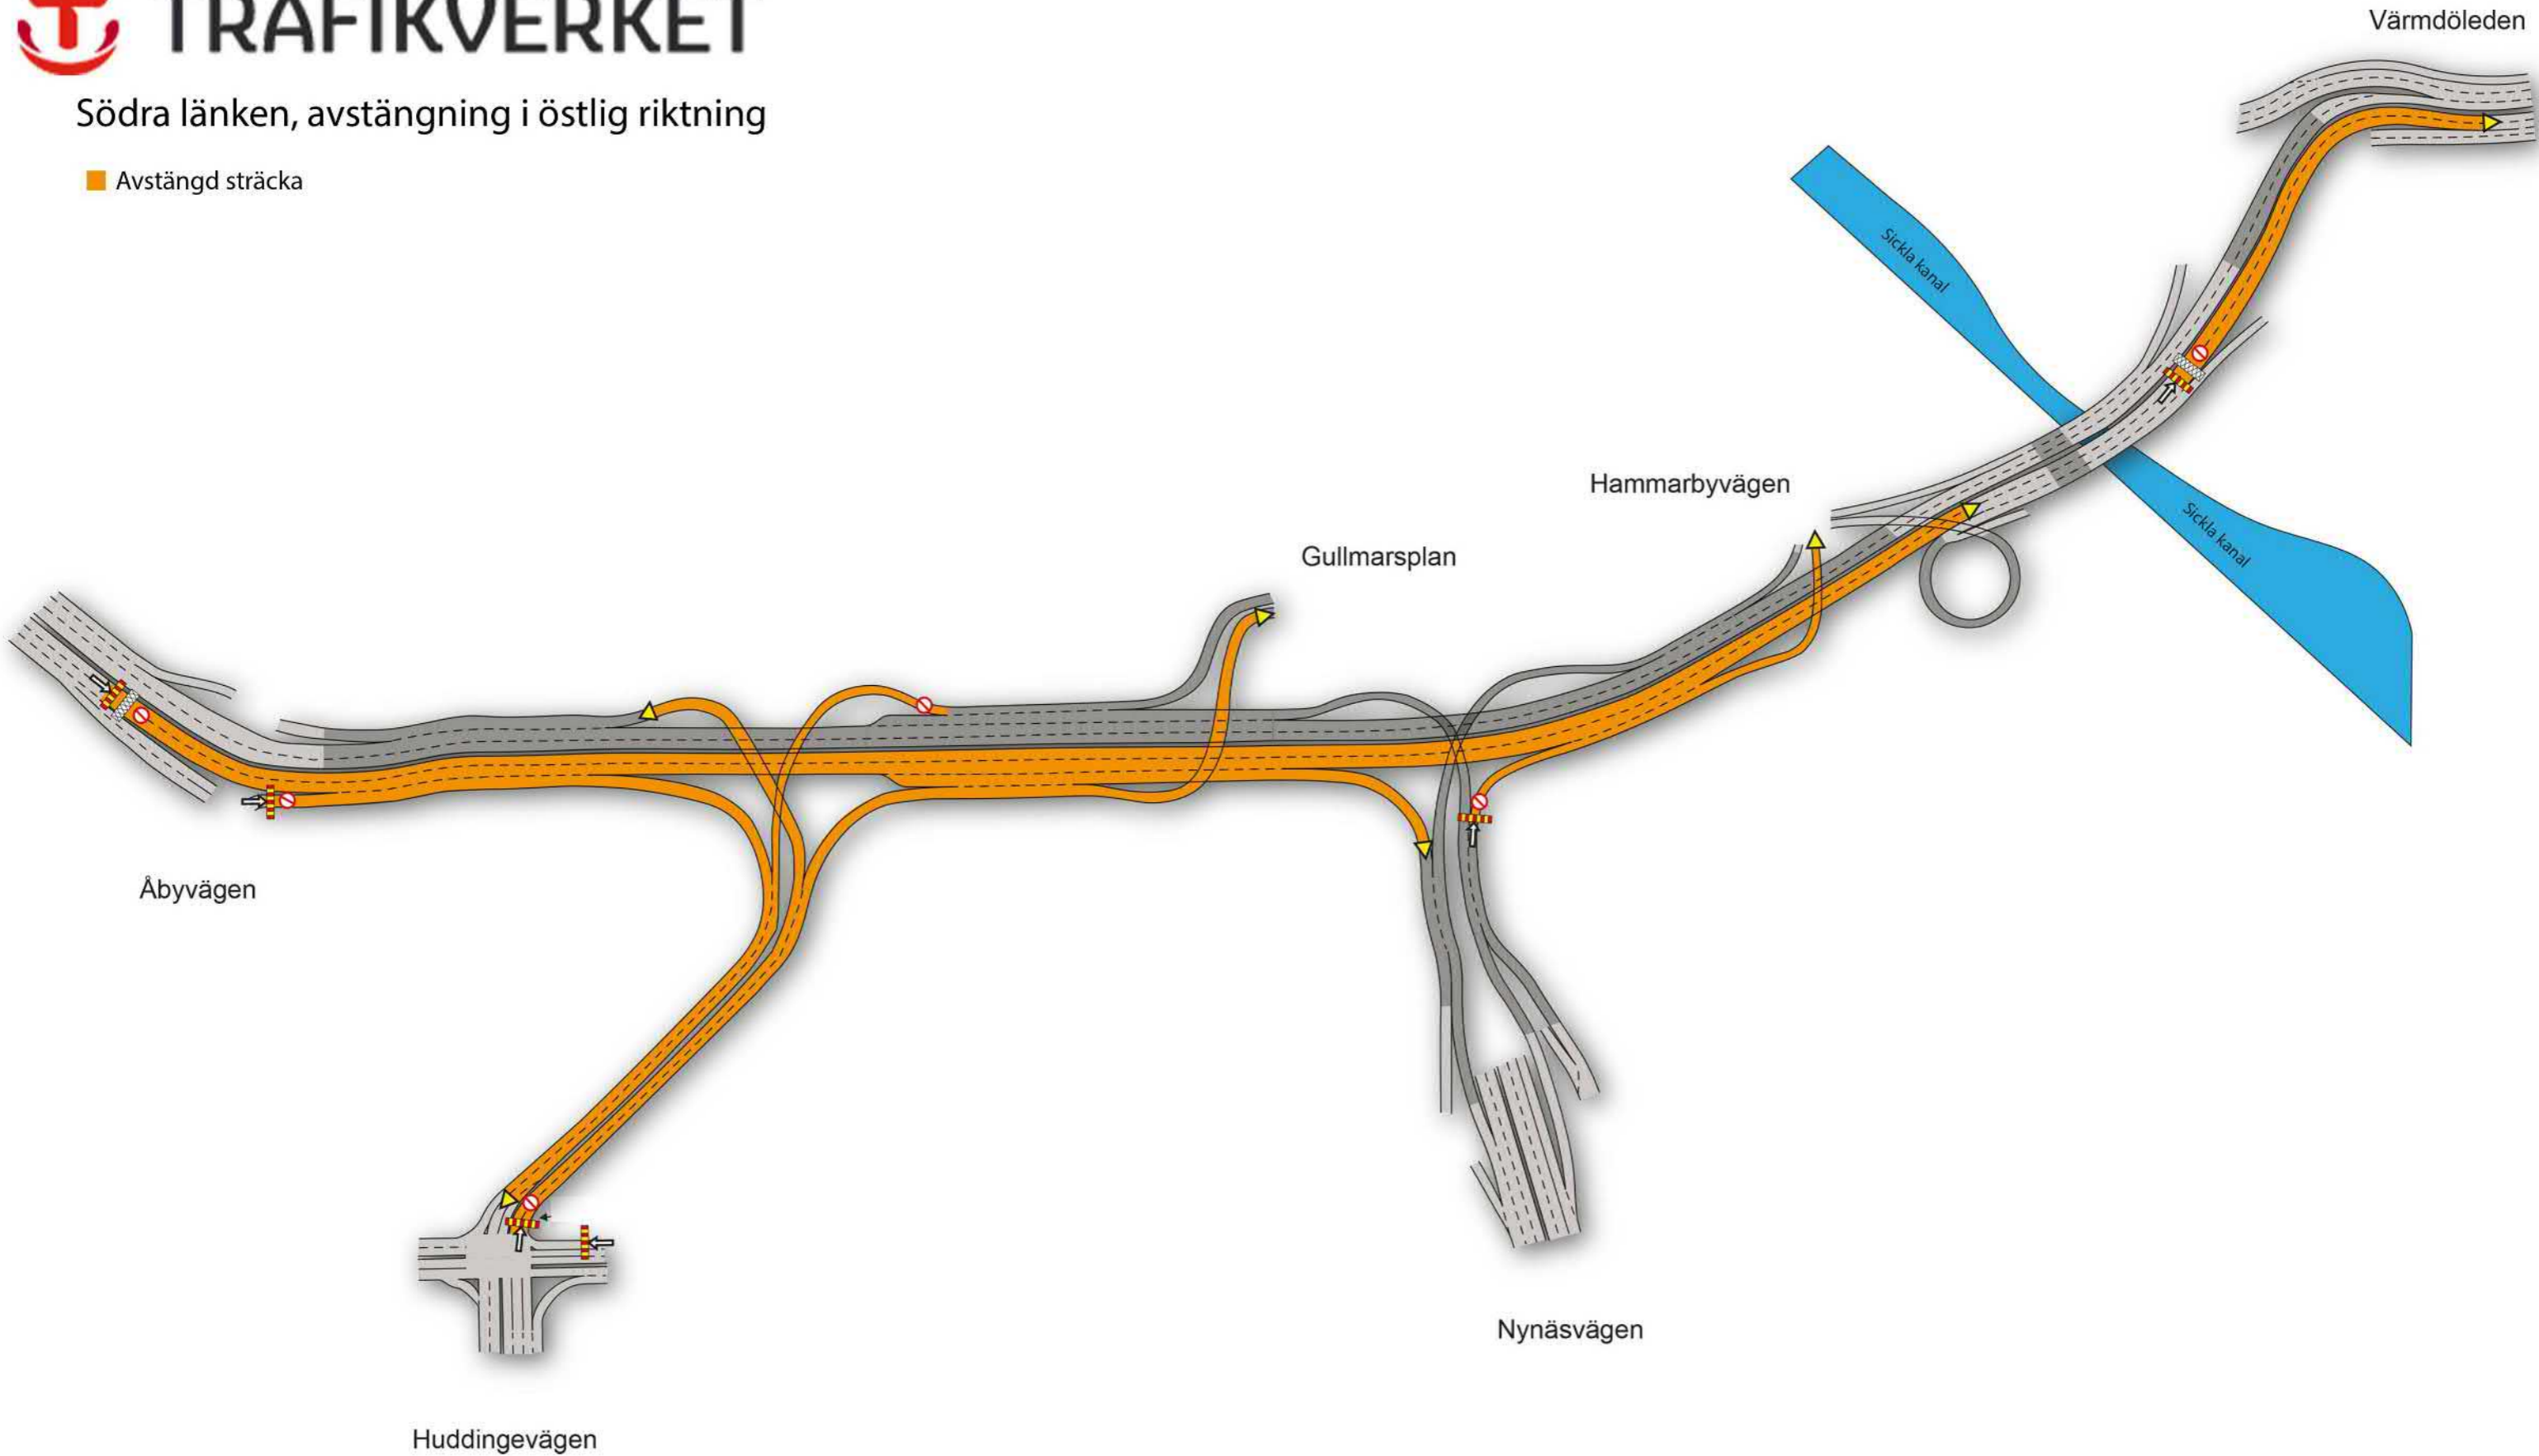 TRAFIKVERKET
Värmdöleden
Södra länken, avstängning i östlig riktning
Avstängd sträcka
Sickla kanal
Hammarbyvägen
Sickla kanal
Gullmarsplan
Åbyvägen
Nynäsvägen
Huddingevägen